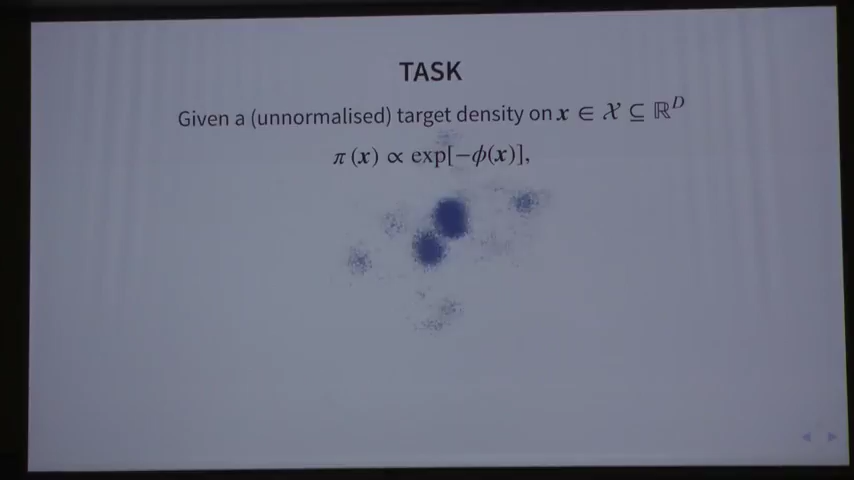 TASK
Given a (unnormalised) target density on x ∈ 𝒳 ⊆ ℝ^D
π (x) ∝ exp[−ϕ(x)],